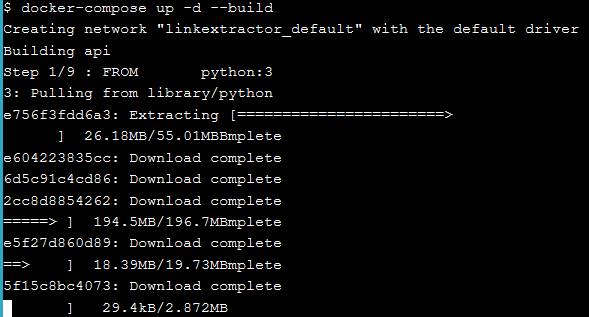 $ docker-compose up -d --build
Creating network "linkextractor_default" with the default driver
Building api
Step 1/9 : FROM       python:3
3: Pulling from library/python
e756f3fdd6a3: Extracting [=======================>
      ]  26.18MB/55.01MBBmplete
e604223835cc: Download complete
6d5c91c4cd86: Download complete
2cc8d8854262: Download complete
=====> ]  194.5MB/196.7MBmplete
e5f27d860d89: Download complete
==>    ]  18.39MB/19.73MBmplete
5f15c8bc4073: Download complete
       ]  29.4kB/2.872MB